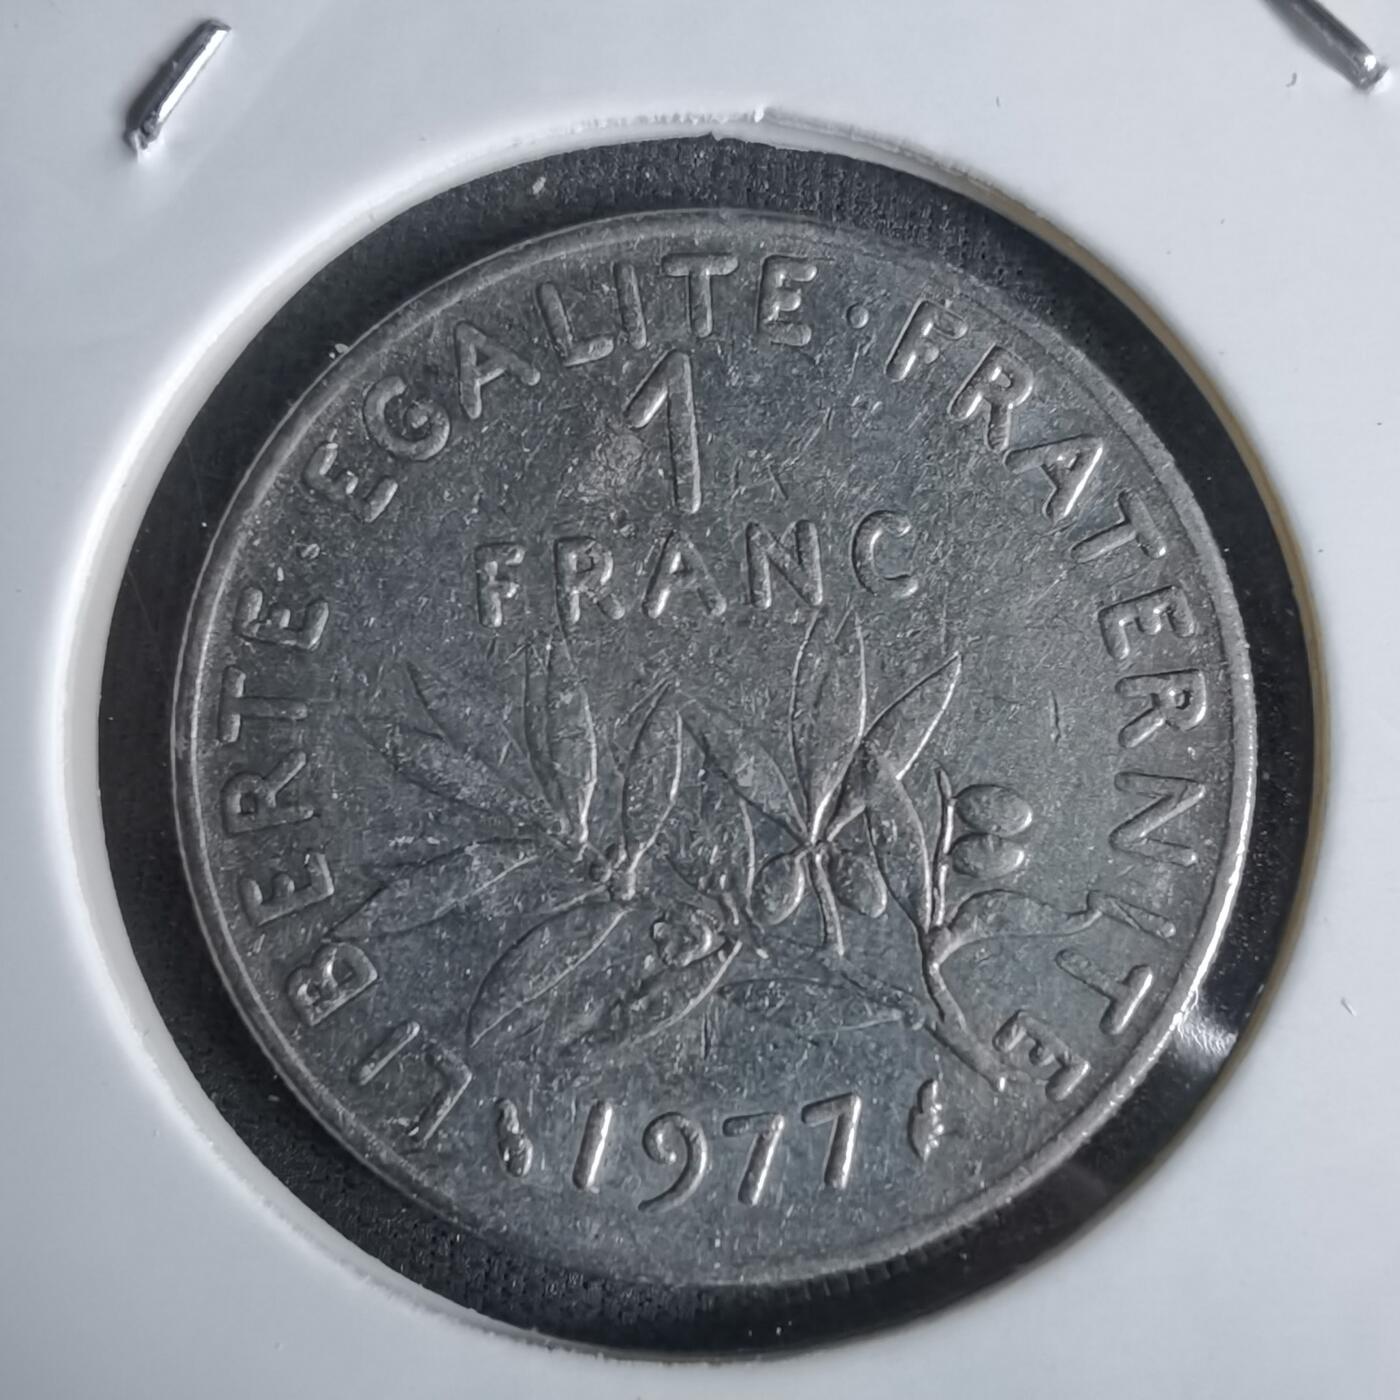 LIBERTE · EGALITE · FRATERNITE
1
FRANC
1977